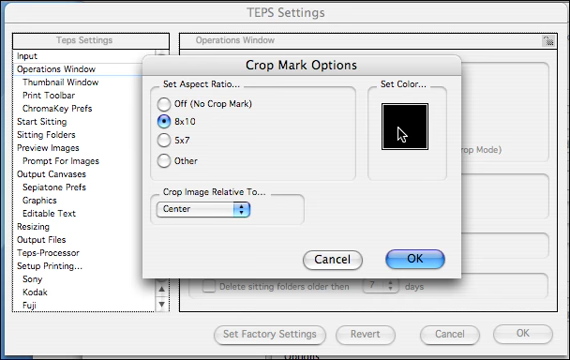 TEPS Settings
Teps Settings
Input
Operations Window
Thumbnail Window
Print Toolbar
ChromaKey Prefs
Start Sitting
Sitting Folders
Preview Images
Prompt For Images
Output Canvases
Sepiatone Prefs
Graphics
Editable Text
Resizing
Output Files
Teps-Processor
Setup Printing...
Sony
Kodak
Fuji
Operations Window
Crop Mark Options
Set Aspect Ratio...
Off (No Crop Mark)
8x10
5x7
Other
Set Color...
Crop Image Relative To...
Center
Cancel
OK
rop Mode)
Delete sitting folders older then 7 days
Set Factory Settings
Revert
Cancel
OK
Options